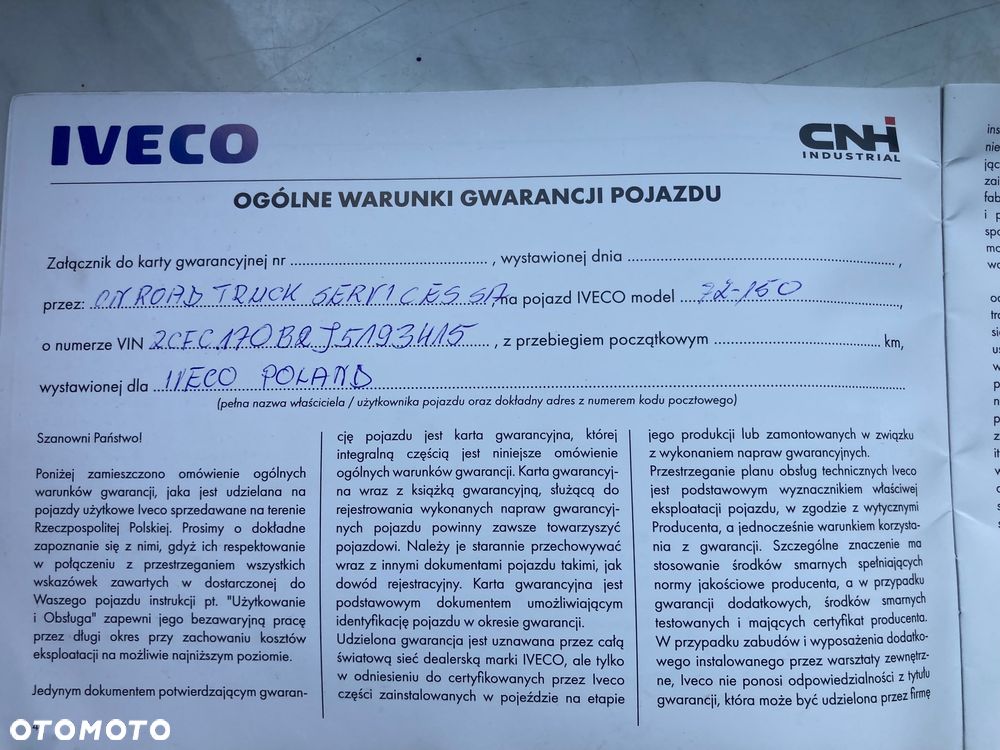 IVECO
CNH
INDUSTRIAL
OGÓLNE WARUNKI GWARANCJI POJAZDU
Załącznik do karty gwarancyjnej nr ........................................ , wystawionej dnia ........................................ ,
przez: ON ROAD TRUCK SERVICES SA na pojazd IVECO model 72-150 ,
o numerze VIN 2CFC170B2J5193415 , z przebiegiem początkowym ........................................ km,
wystawionej dla IVECO POLAND
(pełna nazwa właściciela / użytkownika pojazdu oraz dokładny adres z numerem kodu pocztowego)
Szanowni Państwo!
Poniżej zamieszczono omówienie ogólnych
warunków gwarancji, jaka jest udzielana na
pojazdy użytkowe Iveco sprzedawane na terenie
Rzeczpospolitej Polskiej. Prosimy o dokładne
zapoznanie się z nimi, gdyż ich respektowanie
w połączeniu z przestrzeganiem wszystkich
wskazówek zawartych w dostarczonej do
Waszego pojazdu instrukcji pt. "Użytkowanie
i Obsługa" zapewni jego bezawaryjną pracę
przez długi okres przy zachowaniu kosztów
eksploatacji na możliwie najniższym poziomie.
Jedynym dokumentem potwierdzającym gwaran-
cję pojazdu jest karta gwarancyjna, której
integralną częścią jest niniejsze omówienie
ogólnych warunków gwarancji. Karta gwarancyj-
na wraz z książką gwarancyjną, służącą do
rejestrowania wykonanych napraw gwarancyj-
nych pojazdu powinny zawsze towarzyszyć
pojazdowi. Należy je starannie przechowywać
wraz z innymi dokumentami pojazdu takimi, jak
dowód rejestracyjny. Karta gwarancyjna jest
podstawowym dokumentem umożliwiającym
identyfikację pojazdu w okresie gwarancji.
Udzielona gwarancja jest uznawana przez całą
światową sieć dealerską marki IVECO, ale tylko
w odniesieniu do certyfikowanych przez Iveco
części zainstalowanych w pojeździe na etapie
jego produkcji lub zamontowanych w związku
z wykonaniem napraw gwarancyjnych.
Przestrzeganie planu obsług technicznych Iveco
jest podstawowym wyznacznikiem właściwej
eksploatacji pojazdu, w zgodzie z wytycznymi
Producenta, a jednocześnie warunkiem korzysta-
nia z gwarancji. Szczególne znaczenie ma
stosowanie środków smarnych spełniających
normy jakościowe producenta, a w przypadku
gwarancji dodatkowych, środków smarnych
testowanych i mających certyfikat producenta.
W przypadku zabudów i wyposażenia dodatko-
wego instalowanego przez warsztaty zewnętrz-
ne, Iveco nie ponosi odpowiedzialności z tytułu
gwarancji, która może być udzielona przez firmę
OTOMOTO